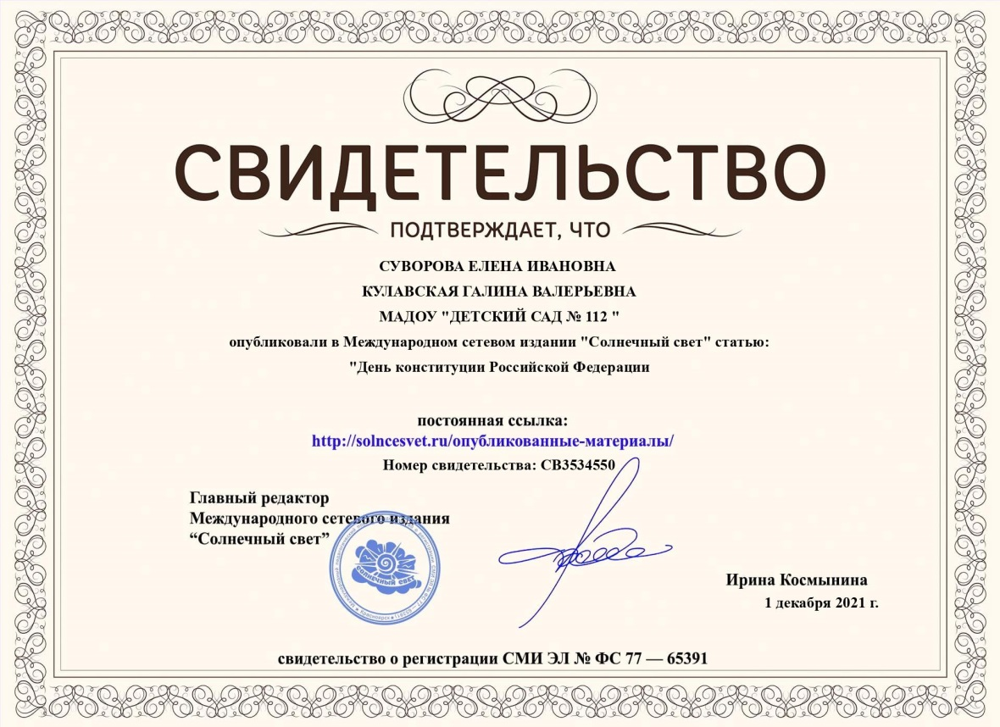 СВИДЕТЕЛЬСТВО
ПОДТВЕРЖДАЕТ, ЧТО
СУВОРОВА ЕЛЕНА ИВАНОВНА
КУЛАВСКАЯ ГАЛИНА ВАЛЕРЬЕВНА
МАДОУ "ДЕТСКИЙ САД № 112 "
опубликовали в Международном сетевом издании "Солнечный свет" статью:
"День конституции Российской Федерации
постоянная ссылка:
http://solncesvet.ru/опубликованные-материалы/
Номер свидетельства: СВ3534550
Главный редактор
Международного сетевого издания
“Солнечный свет”
СОЛНЕЧНЫЙ СВЕТ
Ирина Космынина
1 декабря 2021 г.
свидетельство о регистрации СМИ ЭЛ № ФС 77 — 65391